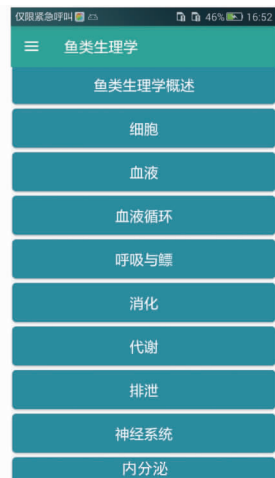 仅限紧急呼叫 46% 16:52
鱼类生理学
鱼类生理学概述
细胞
血液
血液循环
呼吸与鳔
消化
代谢
排泄
神经系统
内分泌